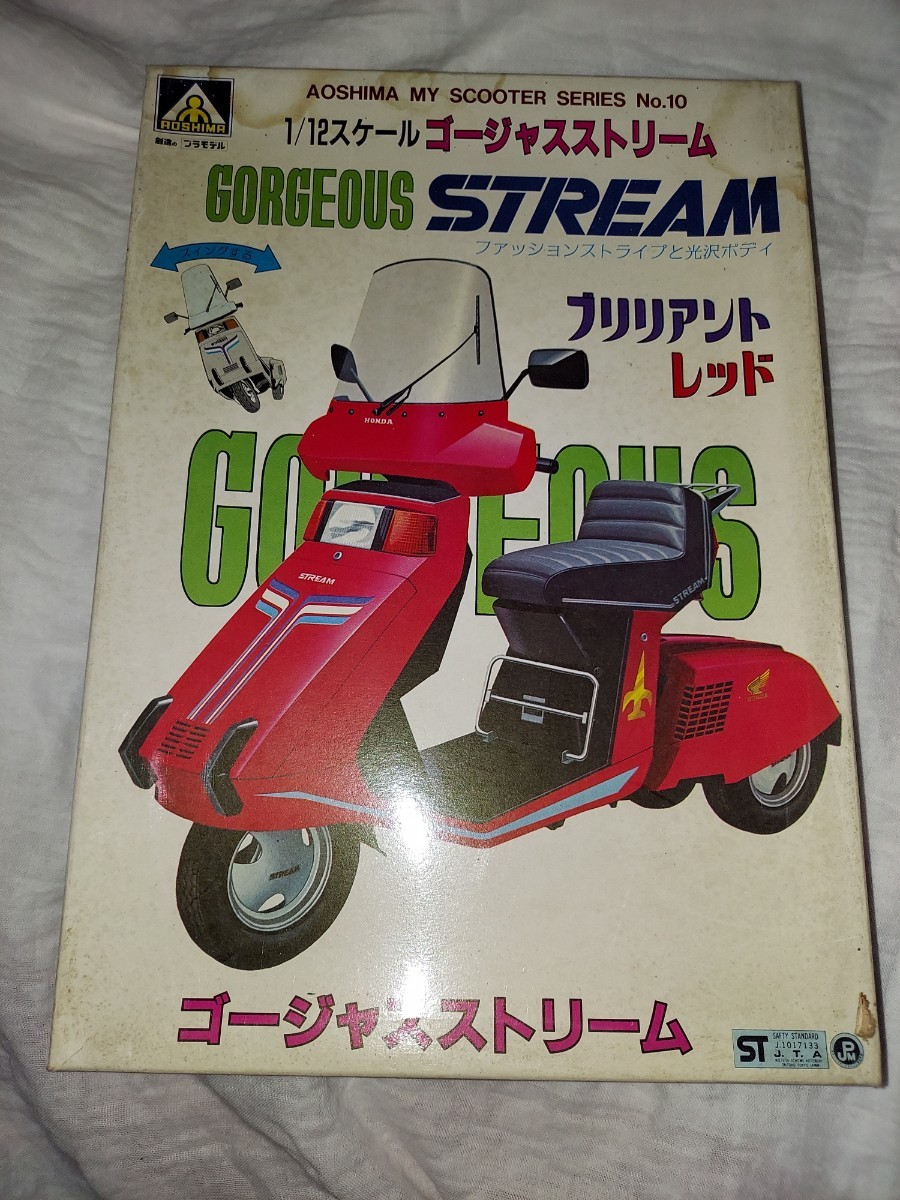 AOSHIMA MY SCOOTER SERIES No.10
AOSHIMA
創造のプラモデル
1/12スケール ゴージャスストリーム
GORGEOUS STREAM
ファッションストライプと光沢ボディ
スイングする
ブリリアント
レッド
HONDA
GORGEOUS
STREAM
STREAM
STREAM
ゴージャスストリーム
ST
SAFTY STANDARD
J.1017133
J. T. A
JPM